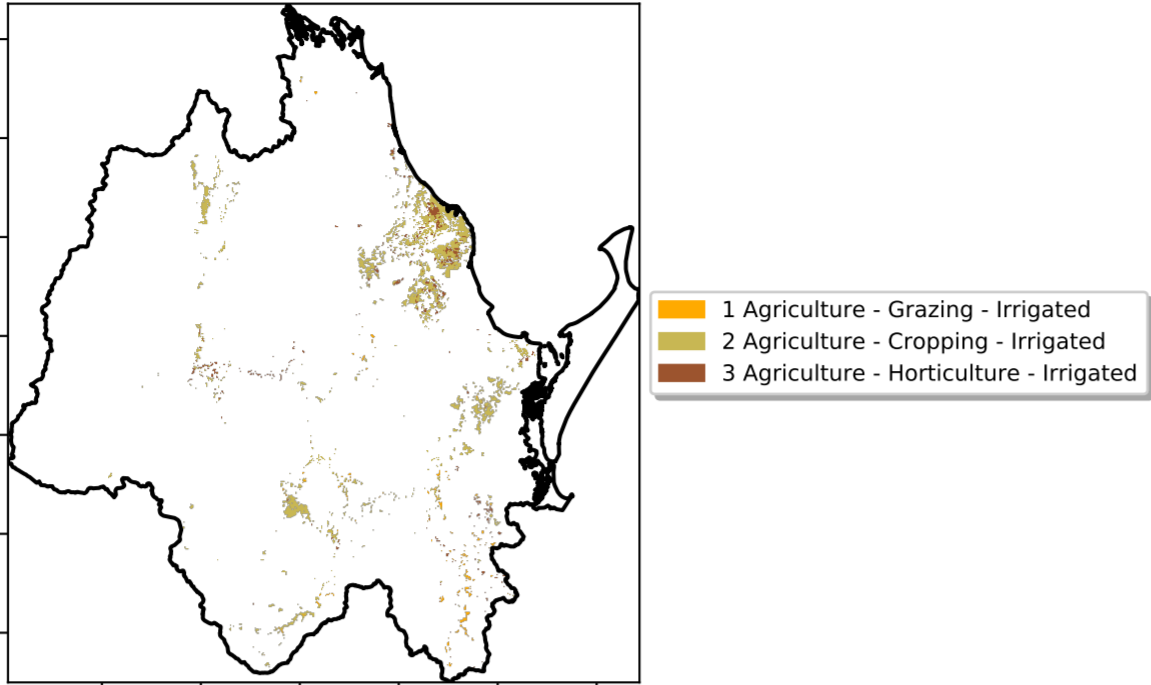 1 Agriculture - Grazing - Irrigated
2 Agriculture - Cropping - Irrigated
3 Agriculture - Horticulture - Irrigated